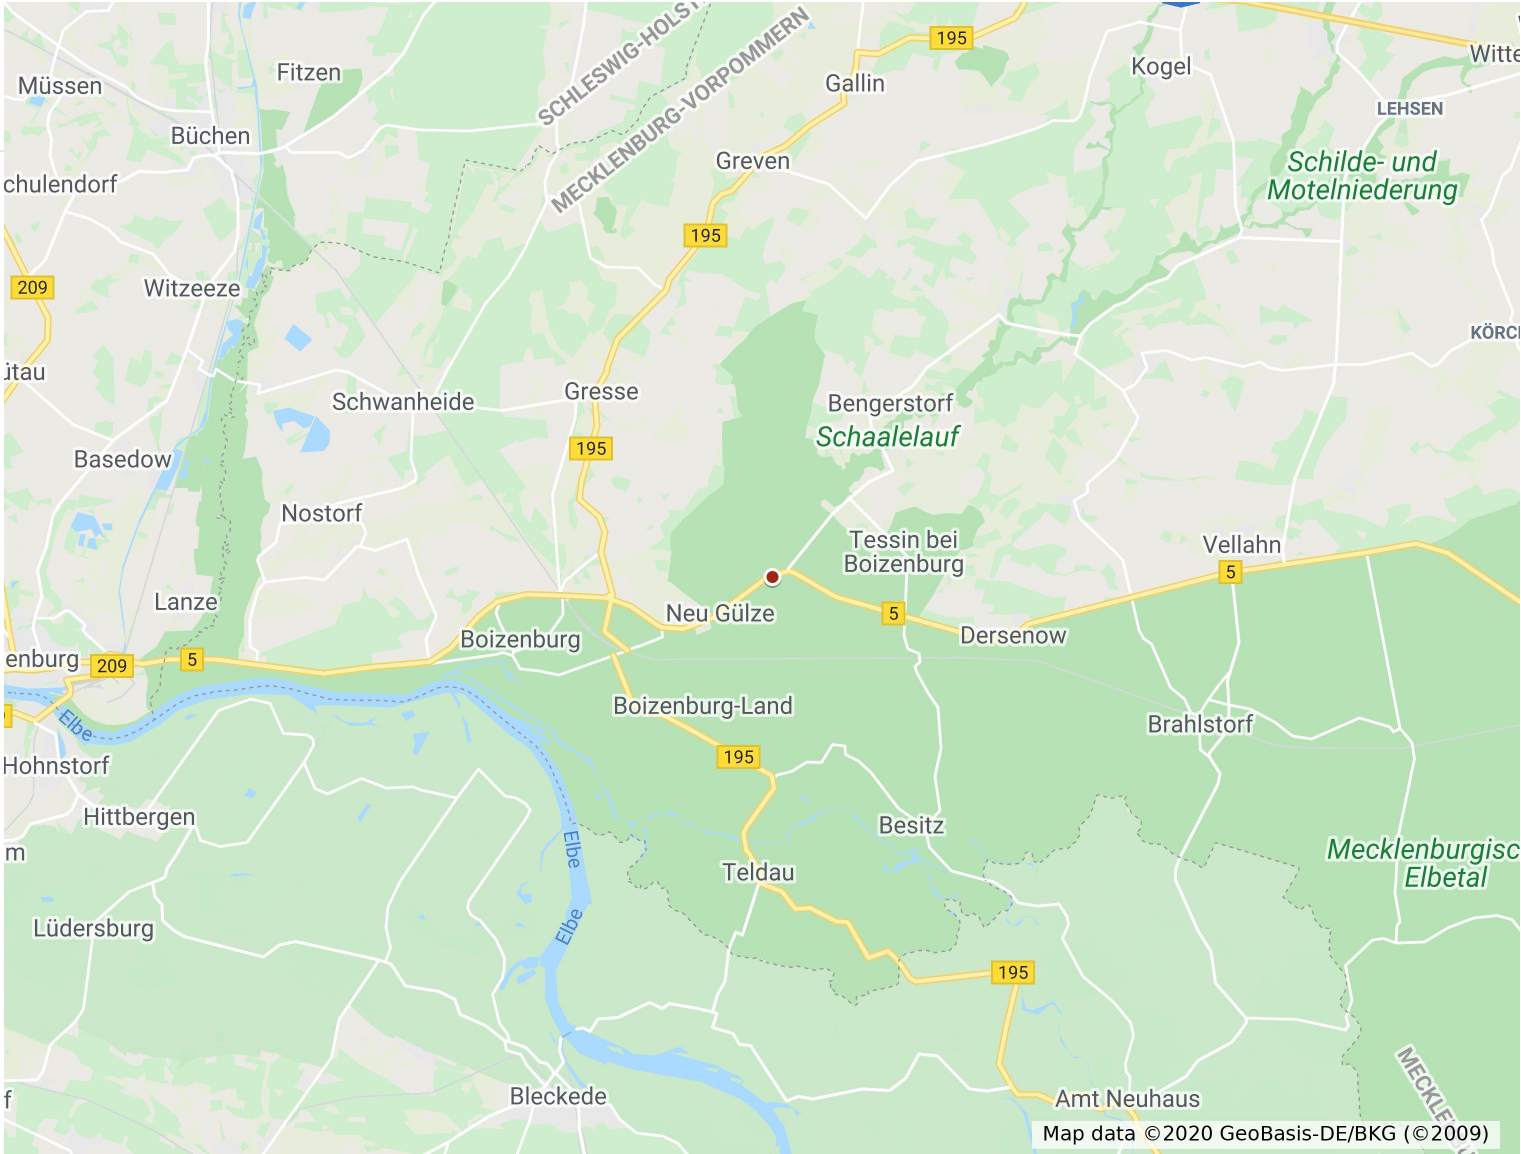 SCHLESWIG-HOLST
195
Witte
Fitzen
Kogel
Müssen
Gallin
LEHSEN
MECKLENBURG-VORPOMMERN
Büchen
Greven
Schilde- und
Motelniederung
chulendorf
195
209
Witzeeze
KÖRCH
ütau
Gresse
Schwanheide
Bengerstorf
Schaalelauf
195
Basedow
Nostorf
Tessin bei
Boizenburg
Vellahn
5
Lanze
Neu Gülze
5
Dersenow
Boizenburg
enburg
209
5
Elbe
Boizenburg-Land
Brahlstorf
195
Hohnstorf
Hittbergen
Besitz
Elbe
m
Mecklenburgisc
Elbetal
Teldau
Elbe
Lüdersburg
195
f
Bleckede
Amt Neuhaus
Map data ©2020 GeoBasis-DE/BKG (©2009)